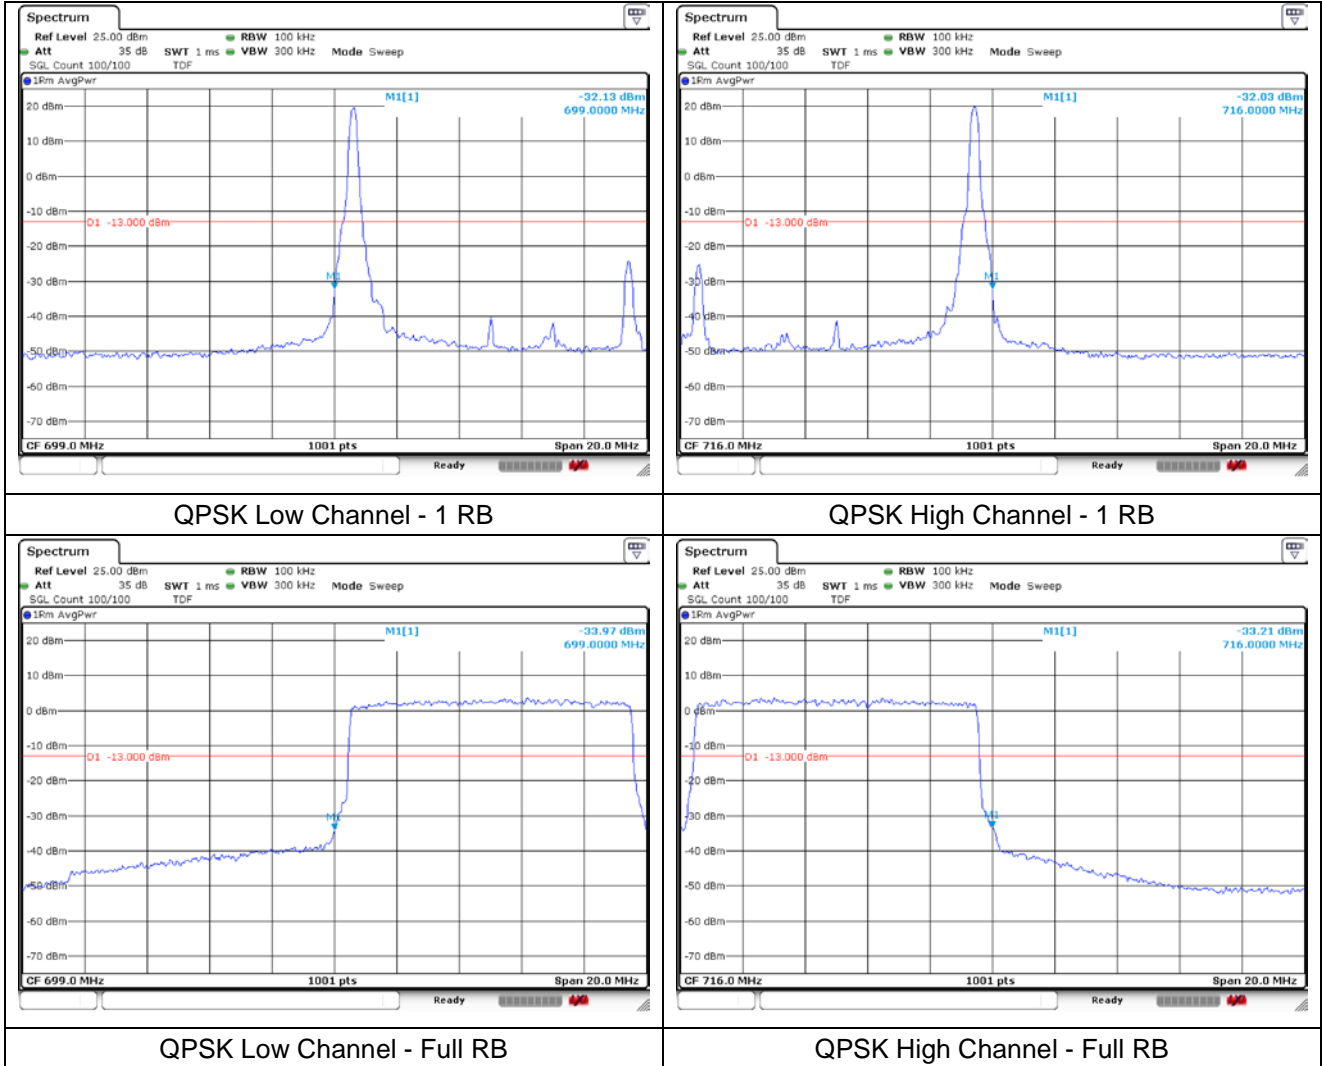 Spectrum
Ref Level 25.00 dBm RBW 100 kHz
Att 35 dB SWT 1 ms VBW 300 kHz Mode Sweep
SGL Count 100/100 TDF
1Rm AvgPwr
M1[1] -32.13 dBm
699.0000 MHz
20 dBm
10 dBm
0 dBm
-10 dBm
D1 -13.000 dBm
-20 dBm
M1
-30 dBm
-40 dBm
-50 dBm
-60 dBm
-70 dBm
CF 699.0 MHz 1001 pts Span 20.0 MHz
Ready
QPSK Low Channel - 1 RB
Spectrum
Ref Level 25.00 dBm RBW 100 kHz
Att 35 dB SWT 1 ms VBW 300 kHz Mode Sweep
SGL Count 100/100 TDF
1Rm AvgPwr
M1[1] -32.03 dBm
716.0000 MHz
20 dBm
10 dBm
0 dBm
-10 dBm
D1 -13.000 dBm
-20 dBm
M1
-30 dBm
-40 dBm
-50 dBm
-60 dBm
-70 dBm
CF 716.0 MHz 1001 pts Span 20.0 MHz
Ready
QPSK High Channel - 1 RB
Spectrum
Ref Level 25.00 dBm RBW 100 kHz
Att 35 dB SWT 1 ms VBW 300 kHz Mode Sweep
SGL Count 100/100 TDF
1Rm AvgPwr
M1[1] -33.97 dBm
699.0000 MHz
20 dBm
10 dBm
0 dBm
-10 dBm
D1 -13.000 dBm
-20 dBm
-30 dBm
M1
-40 dBm
-50 dBm
-60 dBm
-70 dBm
CF 699.0 MHz 1001 pts Span 20.0 MHz
Ready
QPSK Low Channel - Full RB
Spectrum
Ref Level 25.00 dBm RBW 100 kHz
Att 35 dB SWT 1 ms VBW 300 kHz Mode Sweep
SGL Count 100/100 TDF
1Rm AvgPwr
M1[1] -33.21 dBm
716.0000 MHz
20 dBm
10 dBm
0 dBm
-10 dBm
D1 -13.000 dBm
-20 dBm
-30 dBm
M1
-40 dBm
-50 dBm
-60 dBm
-70 dBm
CF 716.0 MHz 1001 pts Span 20.0 MHz
Ready
QPSK High Channel - Full RB